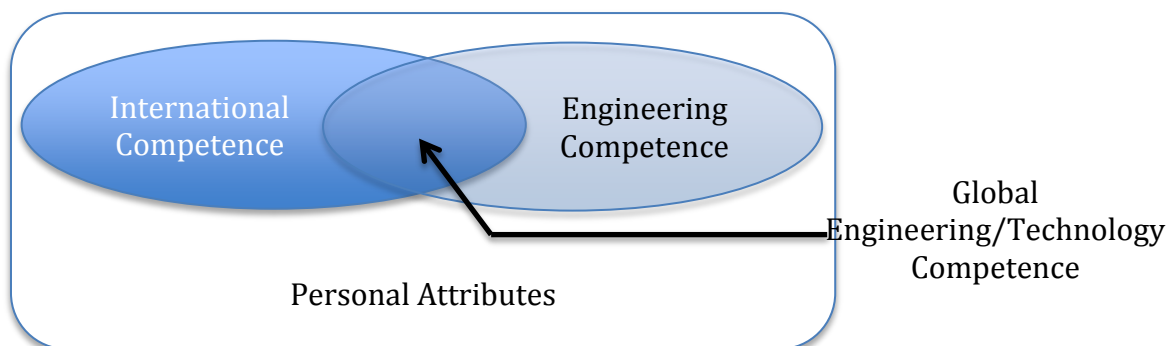 International
Competence
Engineering
Competence
Global
Engineering/Technology
Competence
Personal Attributes